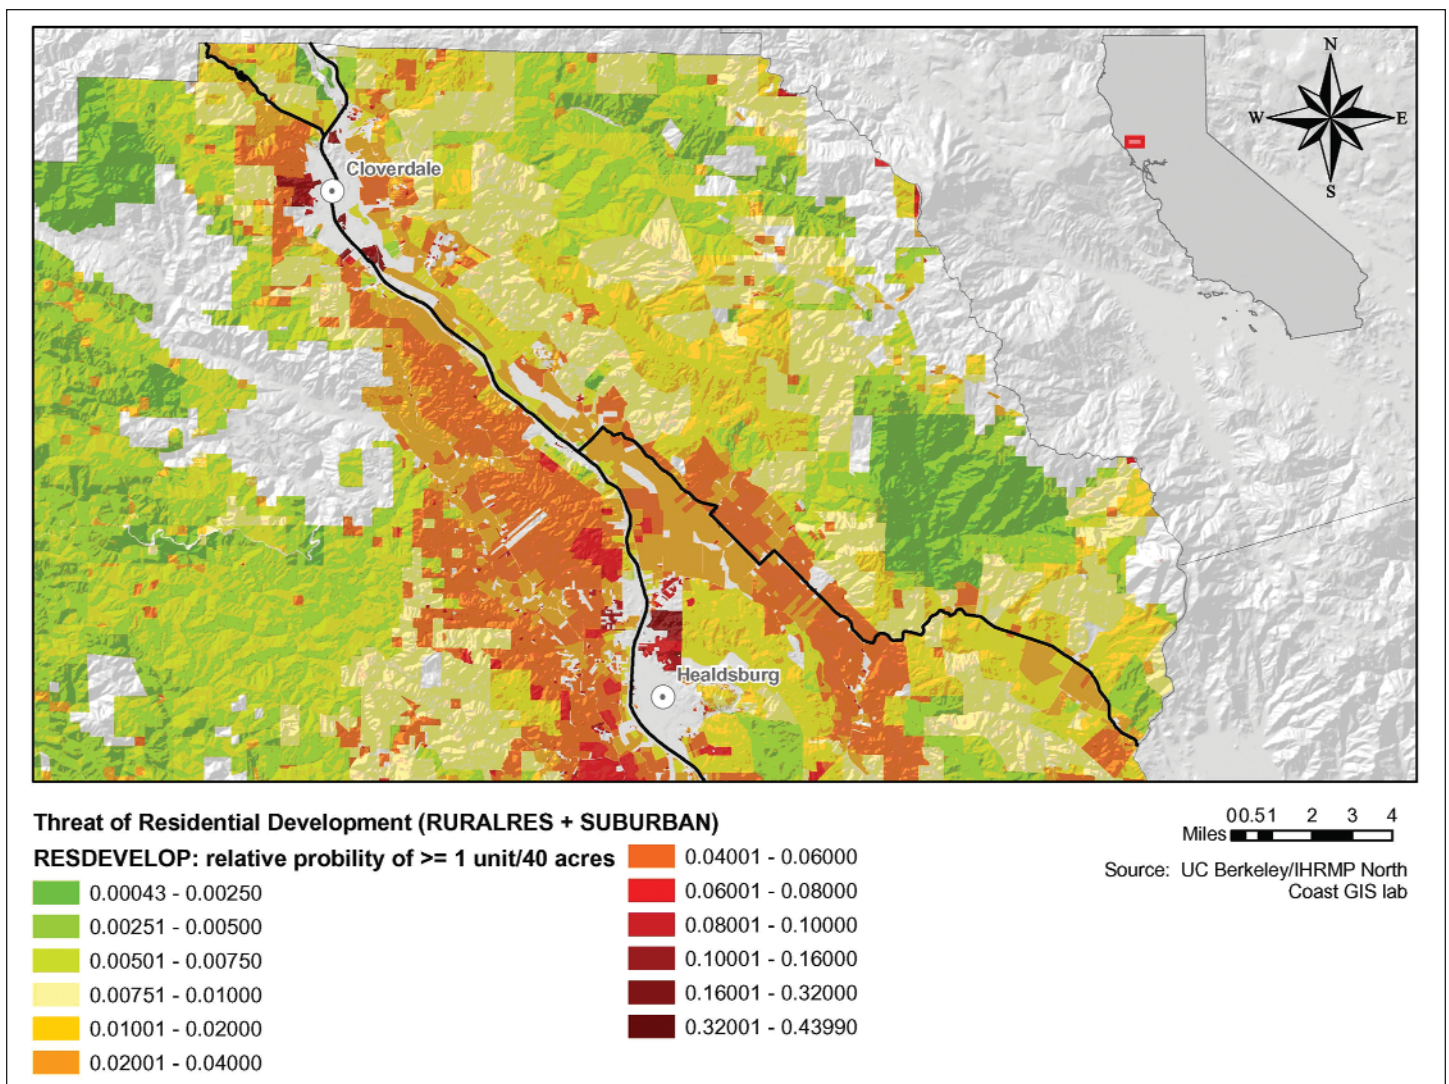 N
W
E
S
Cloverdale
Healdsburg
Threat of Residential Development (RURALRES + SUBURBAN)
RESDEVELOP: relative probility of >= 1 unit/40 acres
0.00043 - 0.00250
0.00251 - 0.00500
0.00501 - 0.00750
0.00751 - 0.01000
0.01001 - 0.02000
0.02001 - 0.04000
0.04001 - 0.06000
0.06001 - 0.08000
0.08001 - 0.10000
0.10001 - 0.16000
0.16001 - 0.32000
0.32001 - 0.43990
00.51 2 3 4
Miles
Source: UC Berkeley/IHRMP North
Coast GIS lab